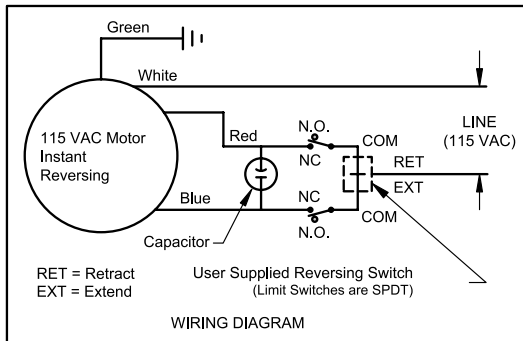 Green
White
115 VAC Motor
Instant
Reversing
Red
N.O.
COM
NC
RET
LINE
(115 VAC)
NC
EXT
Blue
COM
N.O.
Capacitor
RET = Retract
EXT = Extend
User Supplied Reversing Switch
(Limit Switches are SPDT)
WIRING DIAGRAM